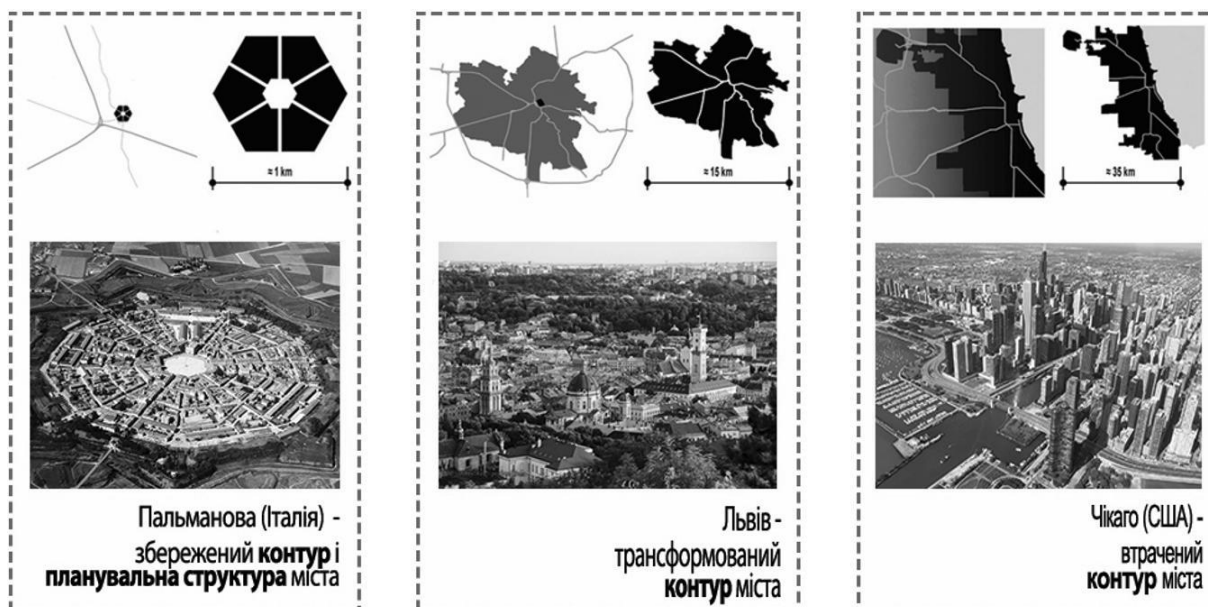 ≈ 1 km
≈ 15 km
≈ 35 km
Пальманова (Італія) -
збережений контур і
планувальна структура міста
Львів -
трансформований
контур міста
Чікаго (США) -
втрачений
контур міста